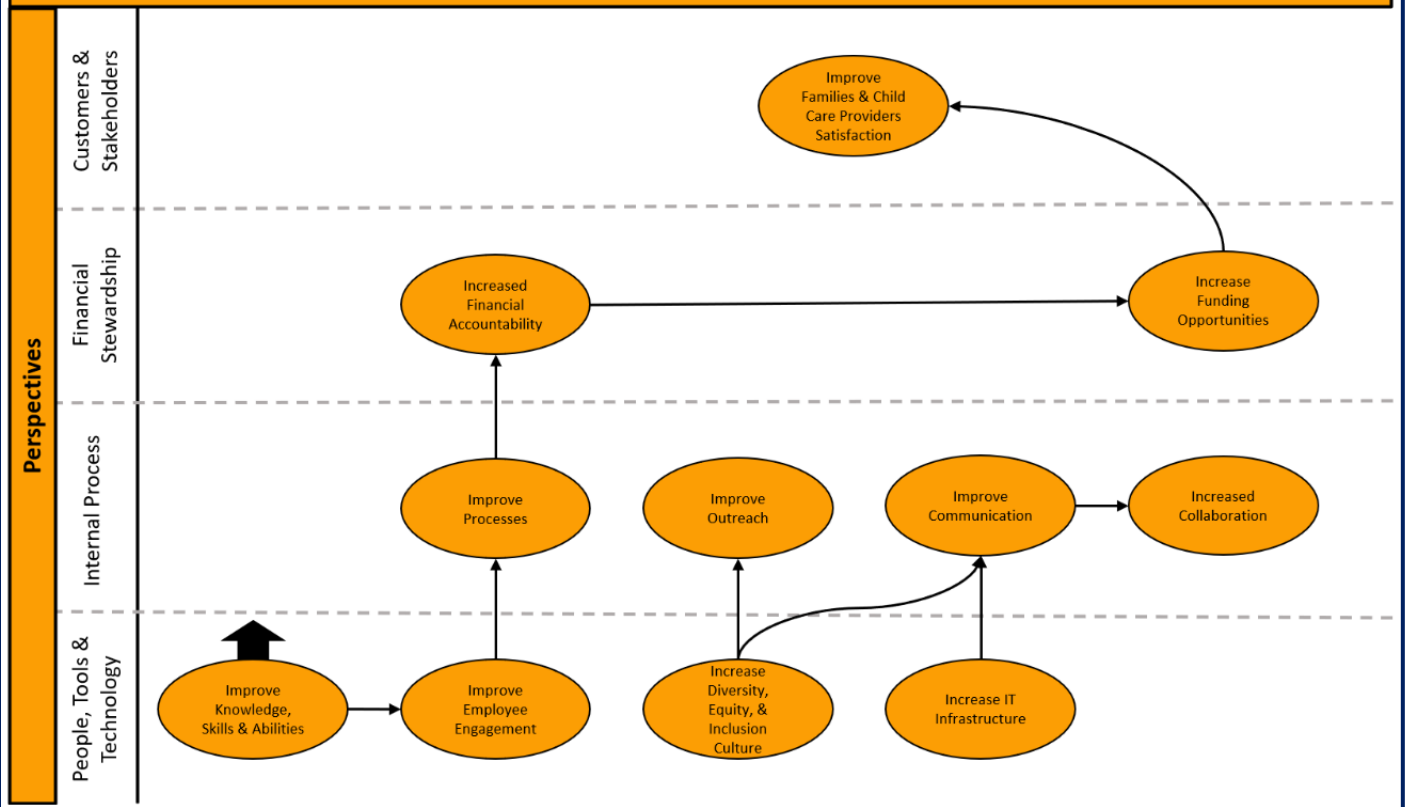 Perspectives
Customers &
Stakeholders
Improve
Families & Child
Care Providers
Satisfaction
Financial
Stewardship
Increased
Financial
Accountability
Increase
Funding
Opportunities
Internal Process
Improve
Processes
Improve
Outreach
Improve
Communication
Increased
Collaboration
People, Tools &
Technology
Improve
Knowledge,
Skills & Abilities
Improve
Employee
Engagement
Increase
Diversity,
Equity, &
Inclusion
Culture
Increase IT
Infrastructure